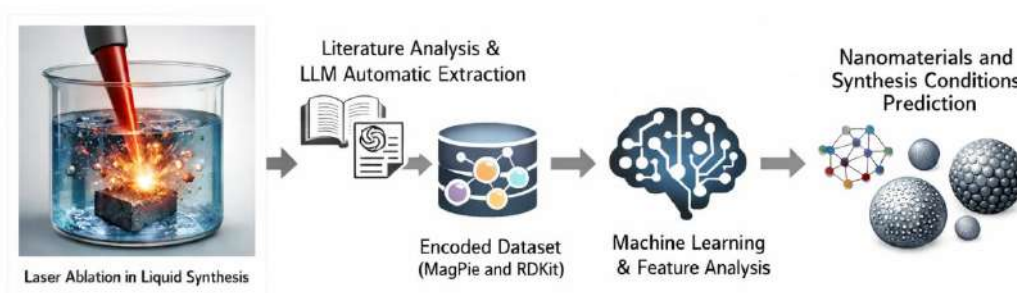 Laser Ablation in Liquid Synthesis
Literature Analysis &
LLM Automatic Extraction
Encoded Dataset
(MagPie and RDKit)
Machine Learning
& Feature Analysis
Nanomaterials and
Synthesis Conditions
Prediction